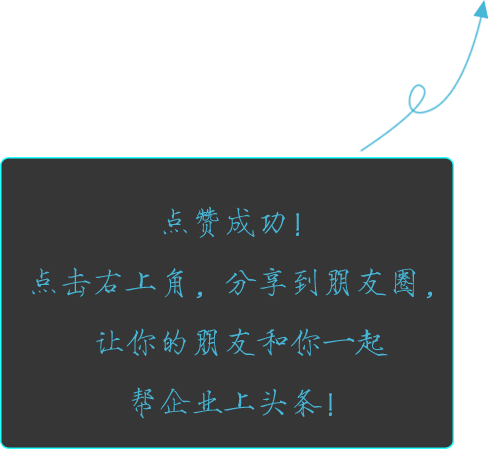 点赞成功！
点击右上角，分享到朋友圈，
让你的朋友和你一起
帮企业上头条！